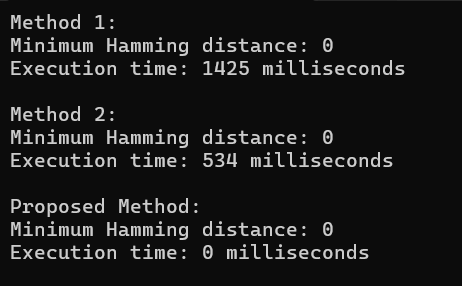 Method 1:
Minimum Hamming distance: 0
Execution time: 1425 milliseconds
Method 2:
Minimum Hamming distance: 0
Execution time: 534 milliseconds
Proposed Method:
Minimum Hamming distance: 0
Execution time: 0 milliseconds